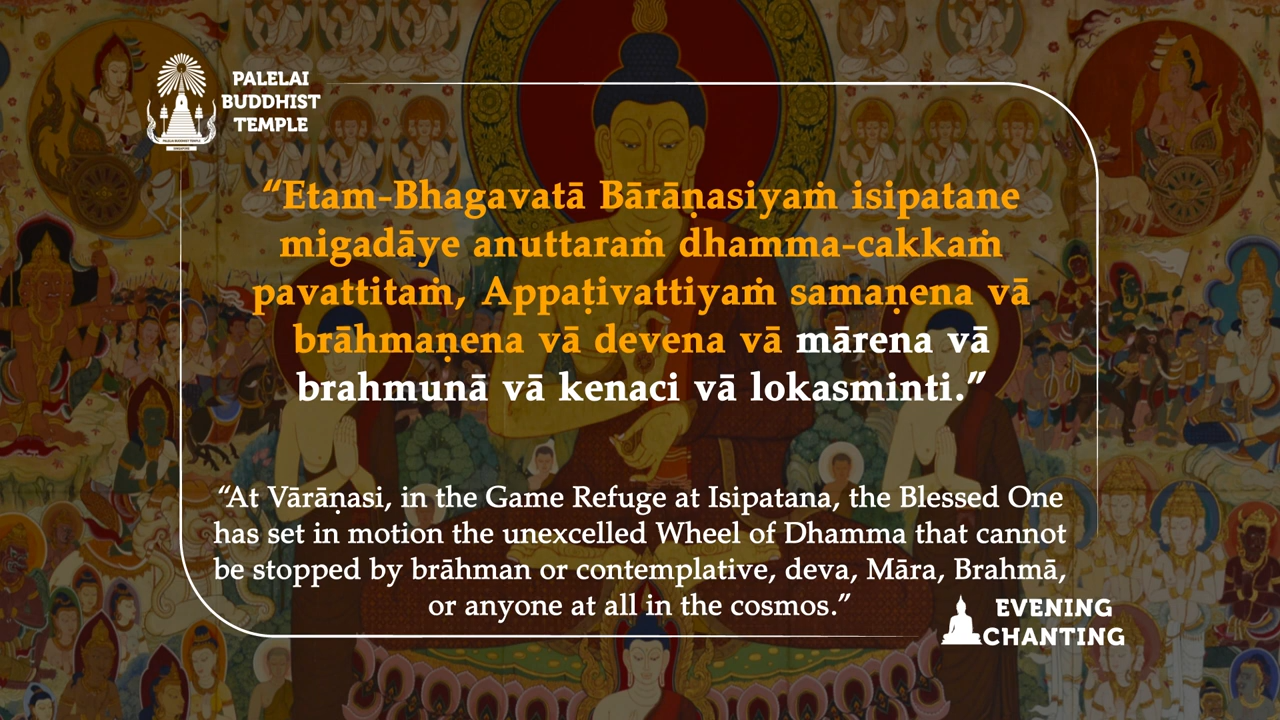 PALELAI
BUDDHIST
TEMPLE
“Etam-Bhagavatā Bārāṇasiyaṁ isipatane
migadāye anuttaraṁ dhamma-cakkaṁ
pavattitaṁ, Appaṭivattiyaṁ samaṇena vā
brāhmaṇena vā devena vā mārena vā
brahmunā vā kenaci vā lokasminti.”
“At Vārāṇasi, in the Game Refuge at Isipatana, the Blessed One
has set in motion the unexcelled Wheel of Dhamma that cannot
be stopped by brāhman or contemplative, deva, Māra, Brahmā,
or anyone at all in the cosmos.”
EVENING
CHANTING